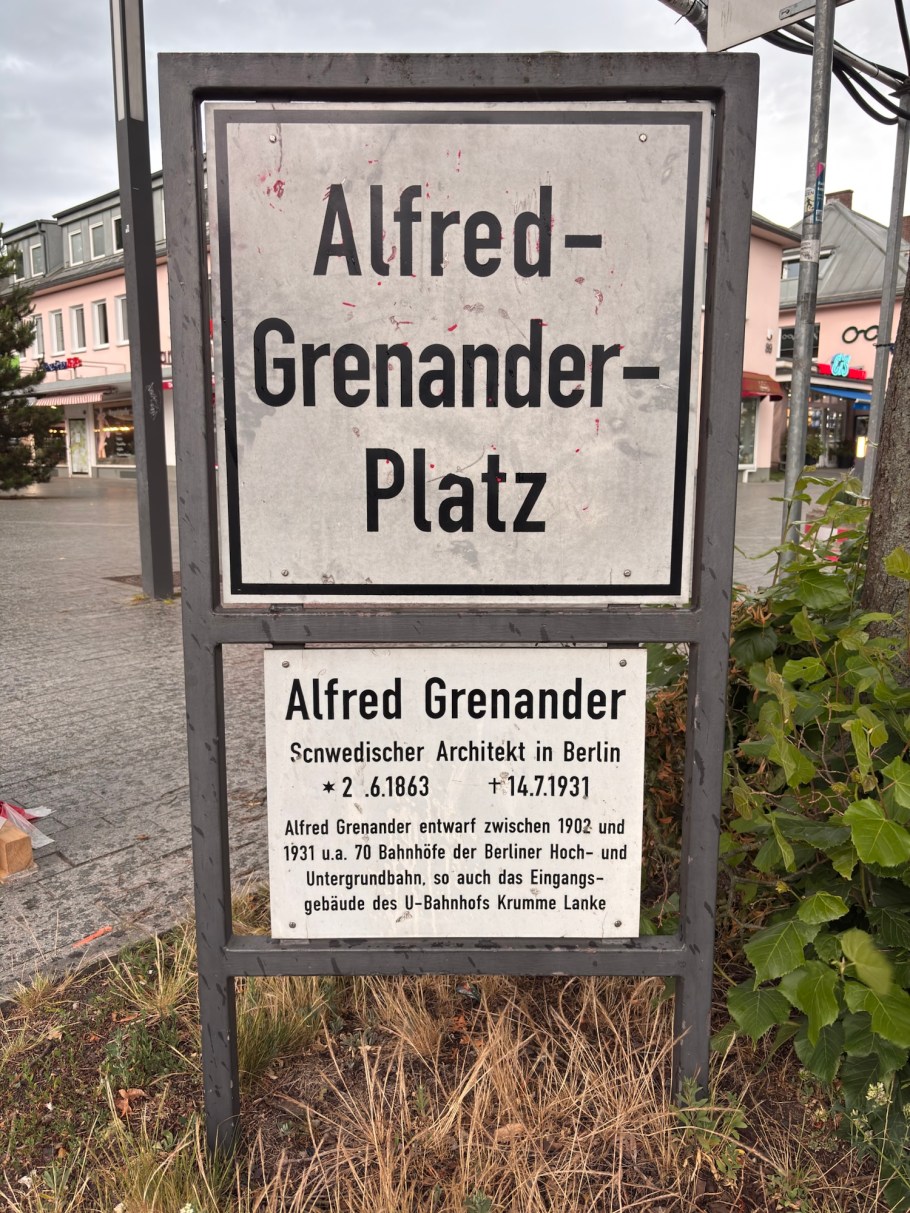 Alfred-
Grenander-
Platz
Alfred Grenander
Scnwedischer Architekt in Berlin
* 2 .6.1863 † 14.7.1931
Alfred Grenander entwarf zwischen 1902 und
1931 u.a. 70 Bahnhöfe der Berliner Hoch- und
Untergrundbahn, so auch das Eingangs-
gebäude des U-Bahnhofs Krumme Lanke